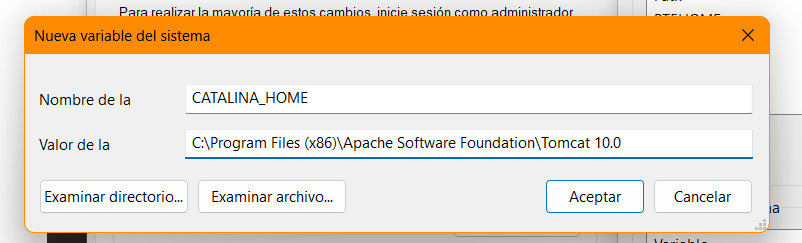 Para realizar la mayoría de estos cambios, inicie sesión como administrador
Nueva variable del sistema
Nombre de la
CATALINA_HOME
Valor de la
C:\Program Files (x86)\Apache Software Foundation\Tomcat 10.0
Examinar directorio...
Examinar archivo...
Aceptar
Cancelar
Variable